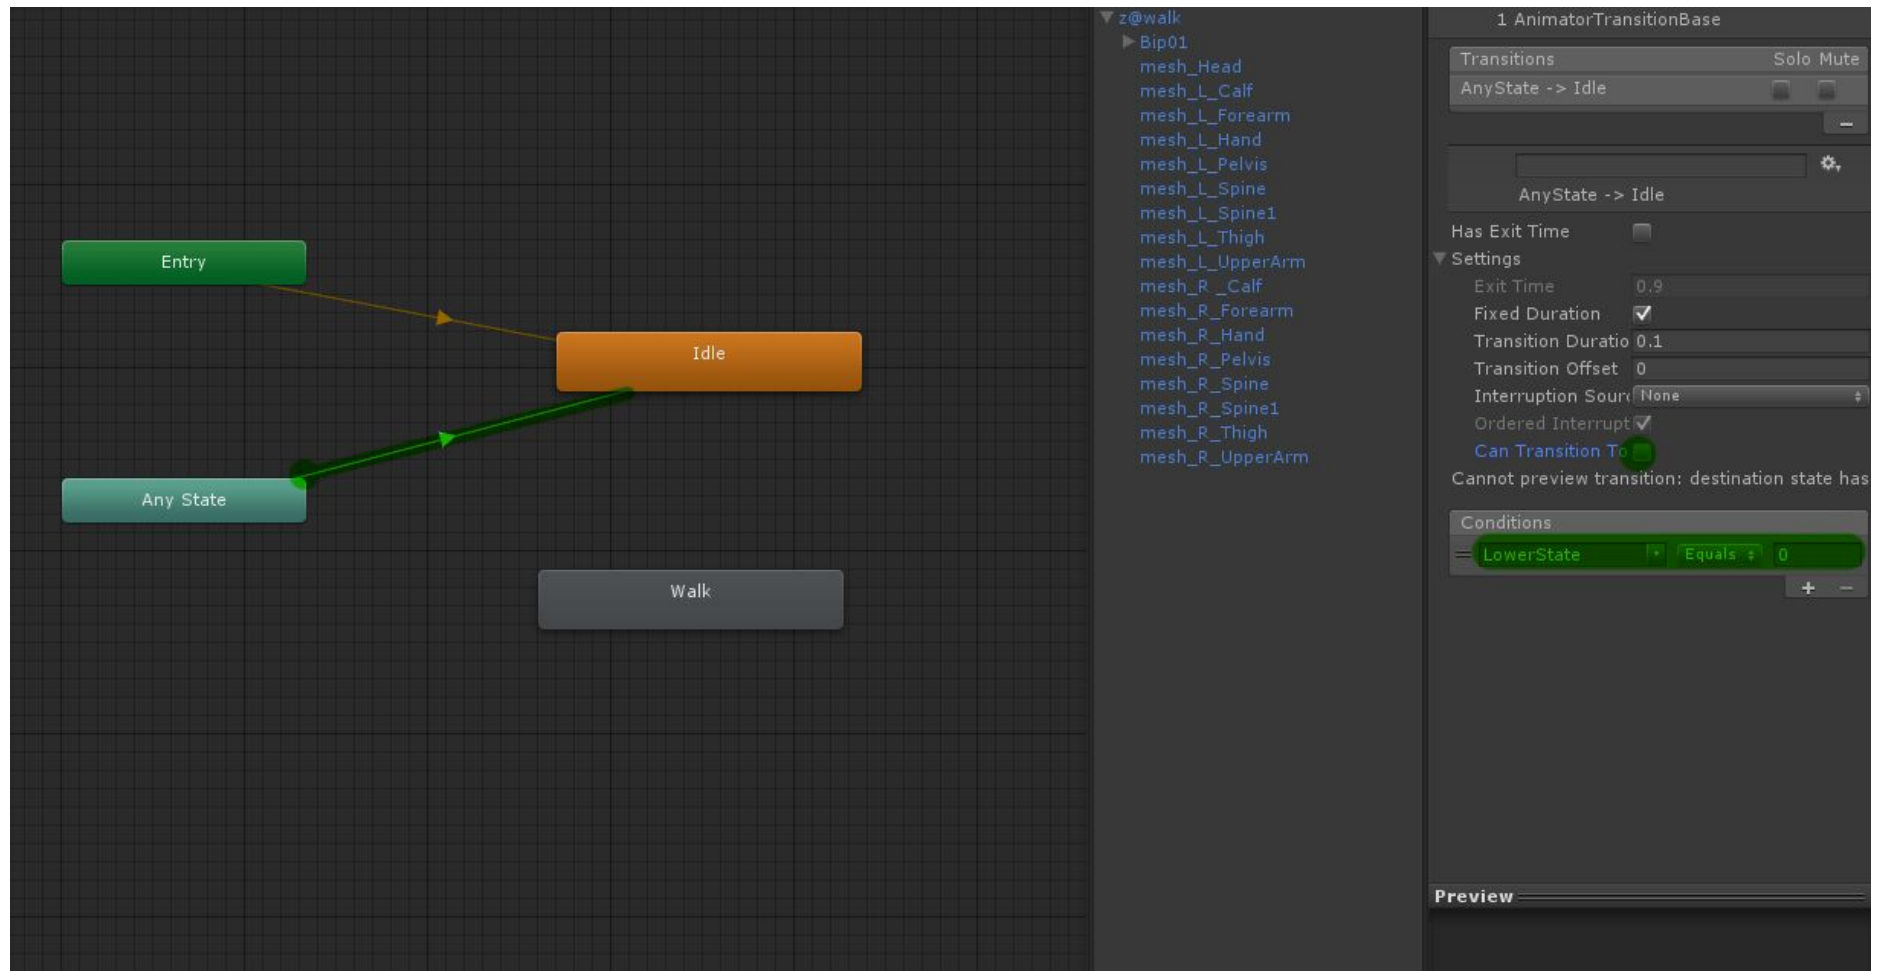 Entry
Idle
Any State
Walk
z@walk
Bip01
mesh_Head
mesh_L_Calf
mesh_L_Forearm
mesh_L_Hand
mesh_L_Pelvis
mesh_L_Spine
mesh_L_Spine1
mesh_L_Thigh
mesh_L_UpperArm
mesh_R _Calf
mesh_R_Forearm
mesh_R_Hand
mesh_R_Pelvis
mesh_R_Spine
mesh_R_Spine1
mesh_R_Thigh
mesh_R_UpperArm
1 AnimatorTransitionBase
Transitions Solo Mute
AnyState -> Idle
AnyState -> Idle
Has Exit Time
Settings
Exit Time 0.9
Fixed Duration
Transition Duratio 0.1
Transition Offset 0
Interruption Sour None
Ordered Interrupt
Can Transition To
Cannot preview transition: destination state has
Conditions
LowerState Equals 0
Preview